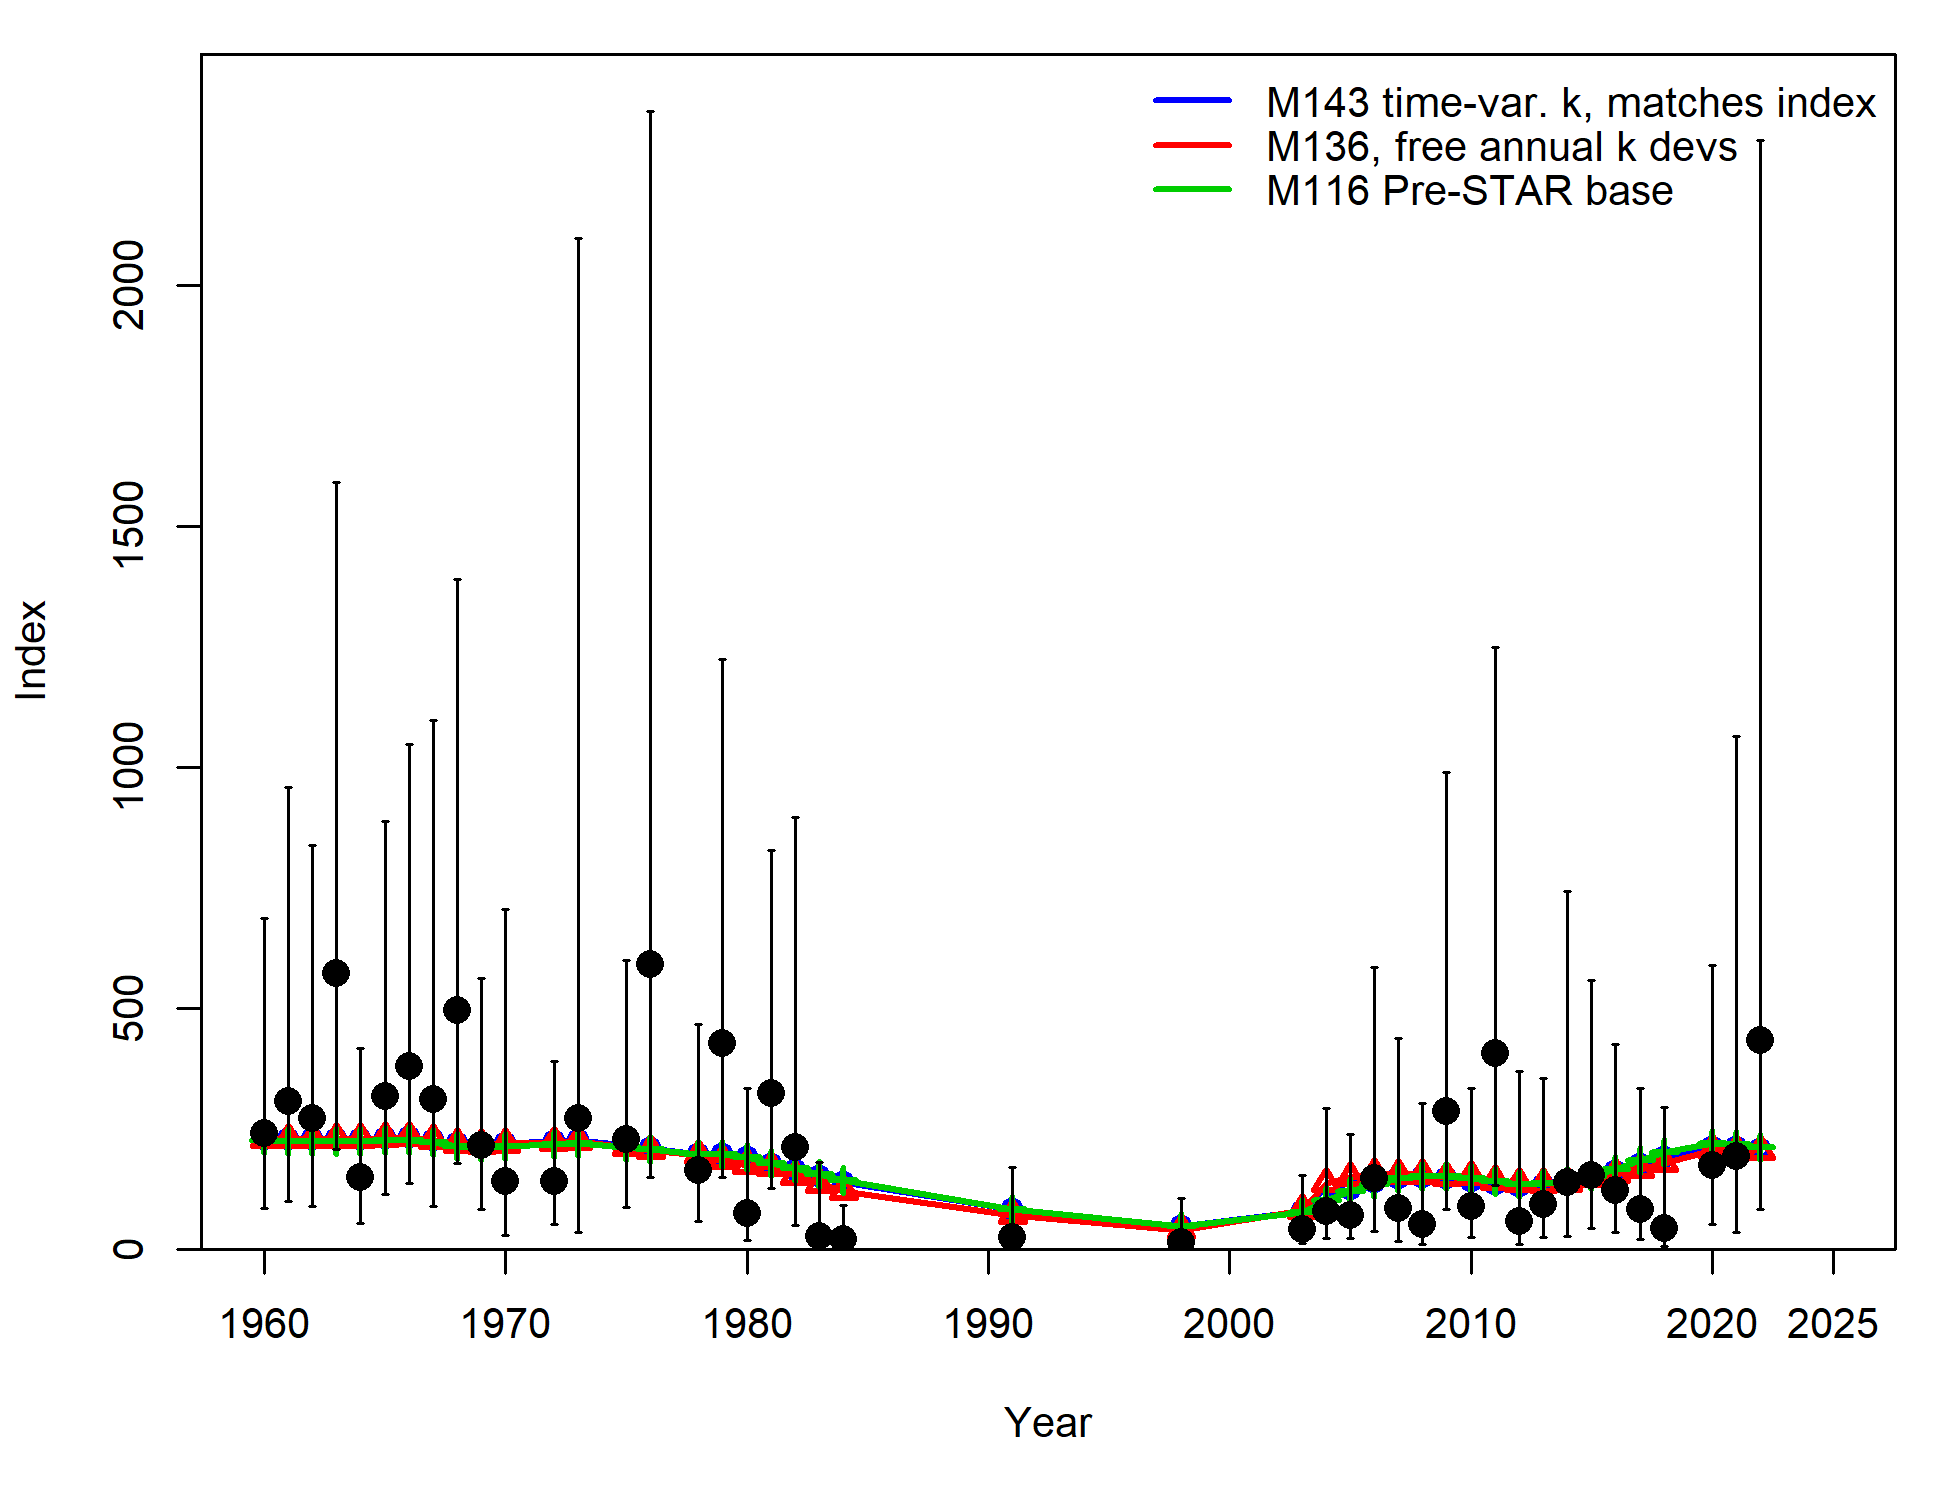 M143 time-var. k, matches index
M136, free annual k devs
M116 Pre-STAR base
2000
1500
1000
500
0
Index
1960 1970 1980 1990 2000 2010 2020 2025
Year